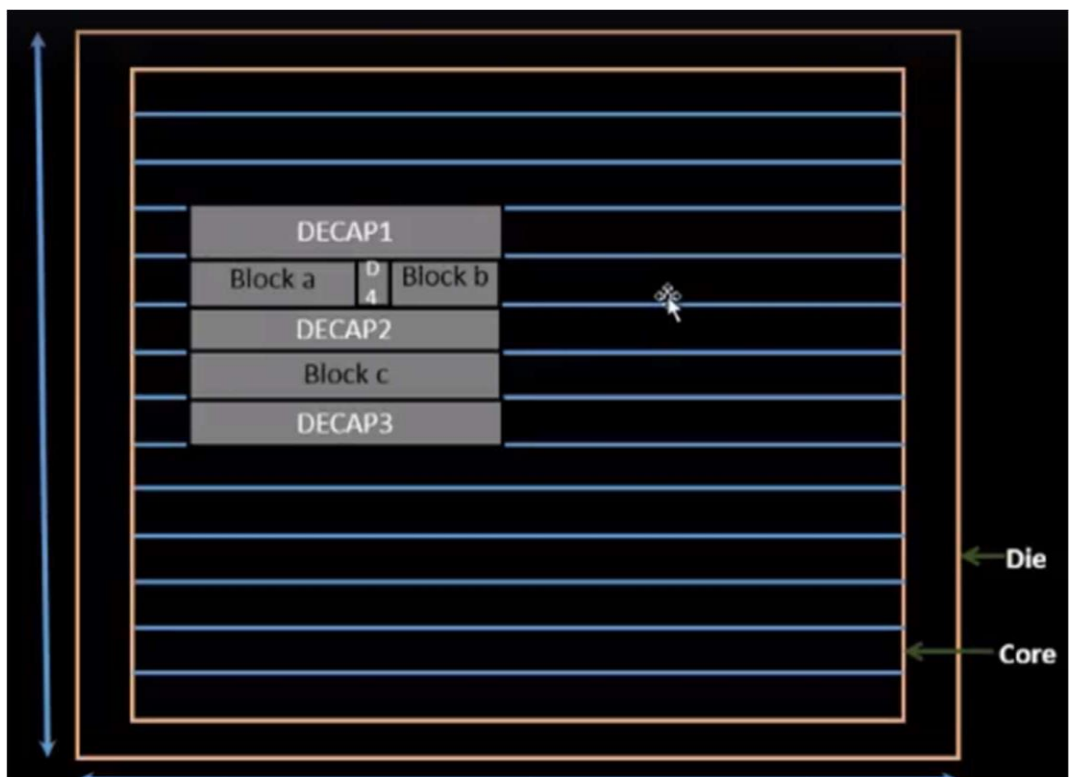 DECAP1
Block a
D
4
Block b
DECAP2
Block c
DECAP3
Die
Core